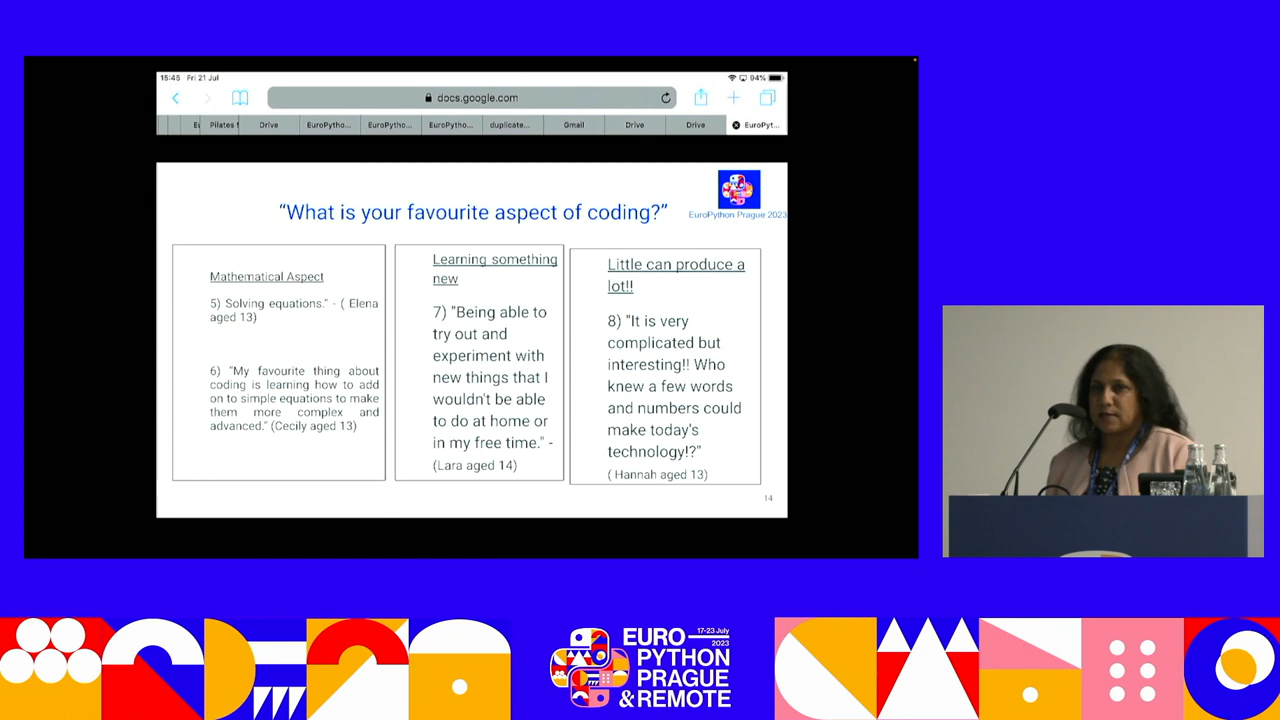 15:45 Fri 21 Jul
94%
docs.google.com
Pilates
Drive
EuroPytho...
EuroPytho...
EuroPytho...
duplicate...
Gmail
Drive
Drive
EuroPyt...
EuroPython Prague 2023
“What is your favourite aspect of coding?”
Mathematical Aspect
5) Solving equations." - ( Elena
aged 13)
6) "My favourite thing about
coding is learning how to add
on to simple equations to make
them more complex and
advanced." (Cecily aged 13)
Learning something
new
7) "Being able to
try out and
experiment with
new things that I
wouldn't be able
to do at home or
in my free time." -
(Lara aged 14)
Little can produce a
lot!!
8) "It is very
complicated but
interesting!! Who
knew a few words
and numbers could
make today's
technology!?"
( Hannah aged 13)
14
EURO 17-23 July
2023
PYTHON
PRAGUE
& REMOTE